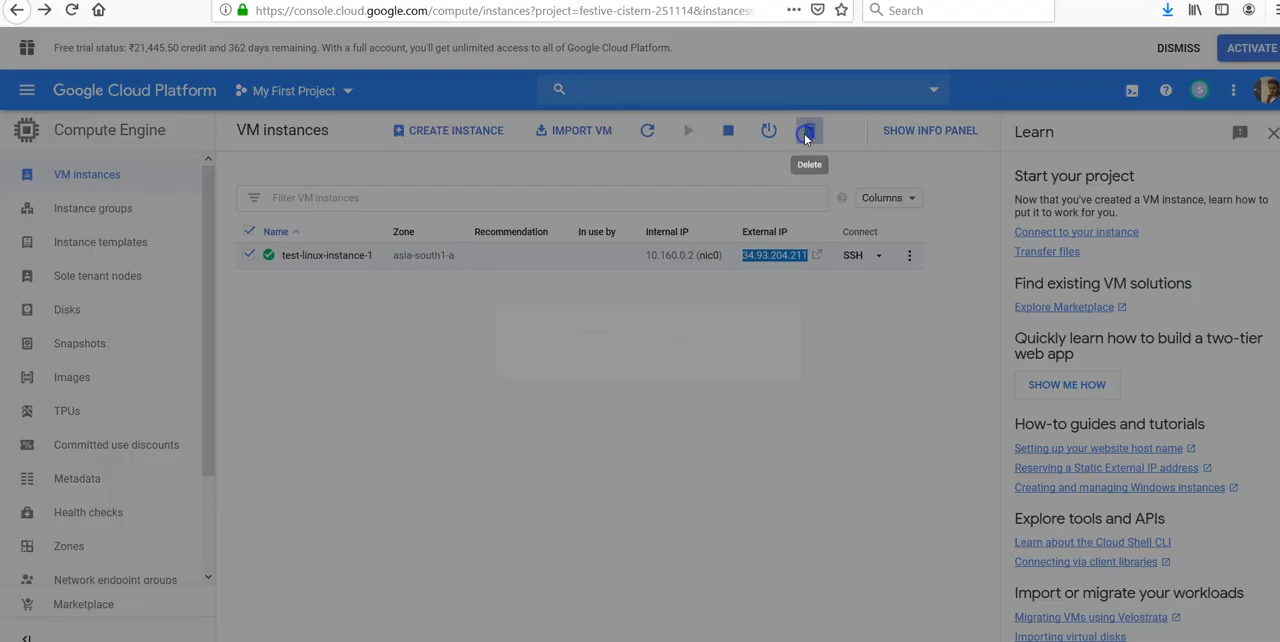 https://console.cloud.google.com/compute/instances?project=festive-cistern-251114&instances
Search
Free trial status: ₹21,445.50 credit and 362 days remaining. With a full account, you'll get unlimited access to all of Google Cloud Platform.
DISMISS
ACTIVATE
Google Cloud Platform
My First Project
S
Compute Engine
VM instances
CREATE INSTANCE
IMPORT VM
SHOW INFO PANEL
Learn
Delete
VM instances
Instance groups
Instance templates
Sole tenant nodes
Disks
Snapshots
Images
TPUs
Committed use discounts
Metadata
Health checks
Zones
Network endpoint groups
Marketplace
Filter VM instances
Columns
Name
Zone
Recommendation
In use by
Internal IP
External IP
Connect
test-linux-instance-1
asia-south1-a
10.160.0.2 (nic0)
34.93.204.211
SSH
Start your project
Now that you've created a VM instance, learn how to
put it to work for you.
Connect to your instance
Transfer files
Find existing VM solutions
Explore Marketplace
Quickly learn how to build a two-tier
web app
SHOW ME HOW
How-to guides and tutorials
Setting up your website host name
Reserving a Static External IP address
Creating and managing Windows instances
Explore tools and APIs
Learn about the Cloud Shell CLI
Connecting via client libraries
Import or migrate your workloads
Migrating VMs using Velostrata
Importing virtual disks